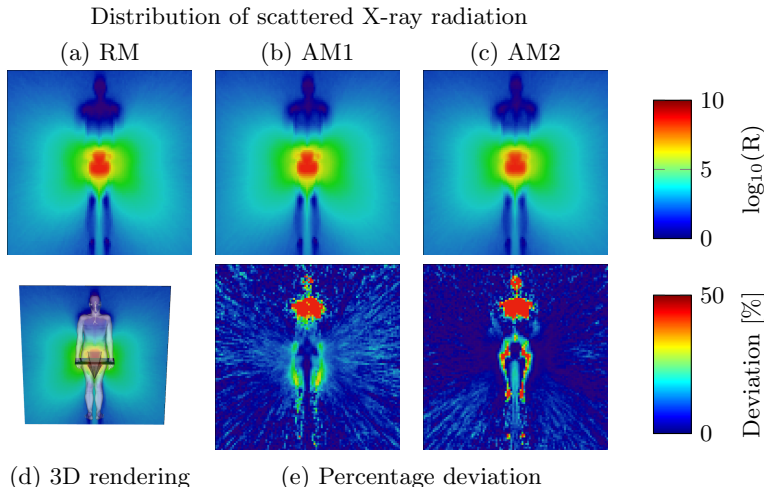 Distribution of scattered X-ray radiation
(a) RM
(b) AM1
(c) AM2
10
5
0
log₁₀(R)
50
0
Deviation [%]
(d) 3D rendering
(e) Percentage deviation